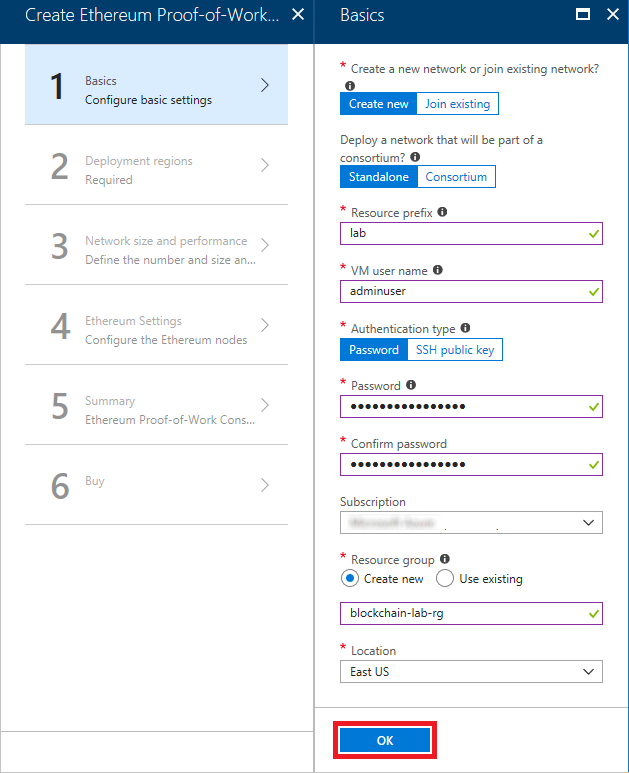 Create Ethereum Proof-of-Work...
1
Basics
Configure basic settings
2
Deployment regions
Required
3
Network size and performance
Define the number and size an...
4
Ethereum Settings
Configure the Ethereum nodes
5
Summary
Ethereum Proof-of-Work Cons...
6
Buy
Basics
* Create a new network or join existing network?
Create new Join existing
Deploy a network that will be part of a
consortium?
Standalone Consortium
* Resource prefix
lab
* VM user name
adminuser
* Authentication type
Password SSH public key
* Password
••••••••••••••••
* Confirm password
••••••••••••••••
Subscription
* Resource group
Create new Use existing
blockchain-lab-rg
* Location
East US
OK